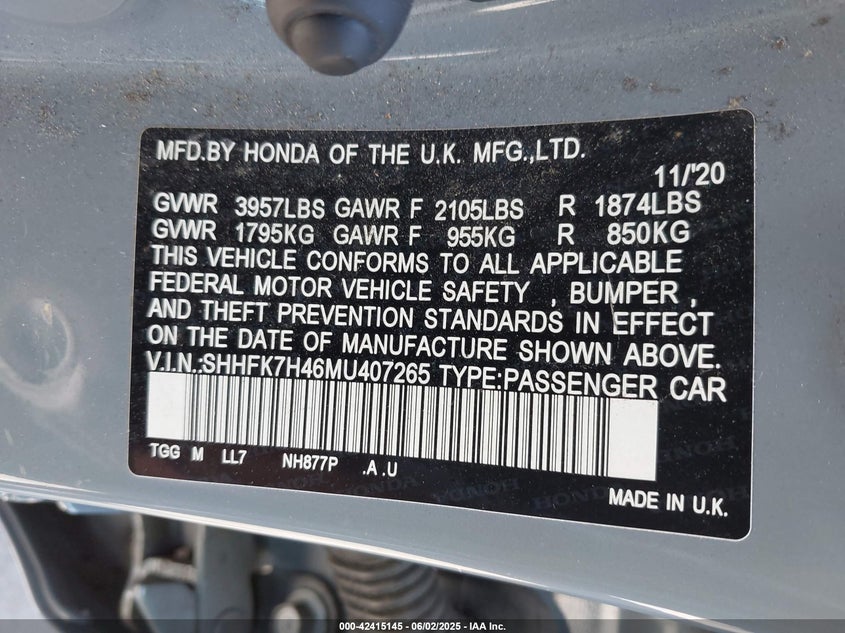 MFD.BY HONDA OF THE U.K. MFG.,LTD.
11/'20
GVWR 3957LBS GAWR F 2105LBS R 1874LBS
GVWR 1795KG GAWR F 955KG R 850KG
THIS VEHICLE CONFORMS TO ALL APPLICABLE
FEDERAL MOTOR VEHICLE SAFETY , BUMPER ,
AND THEFT PREVENTION STANDARDS IN EFFECT
ON THE DATE OF MANUFACTURE SHOWN ABOVE.
V.I.N.:SHHFK7H46MU407265 TYPE:PASSENGER CAR
TGG M LL7 NH877P .A .U
HONDA HONDA HONDA
MADE IN U.K.
000-42415145 - 06/02/2025 - IAA Inc.